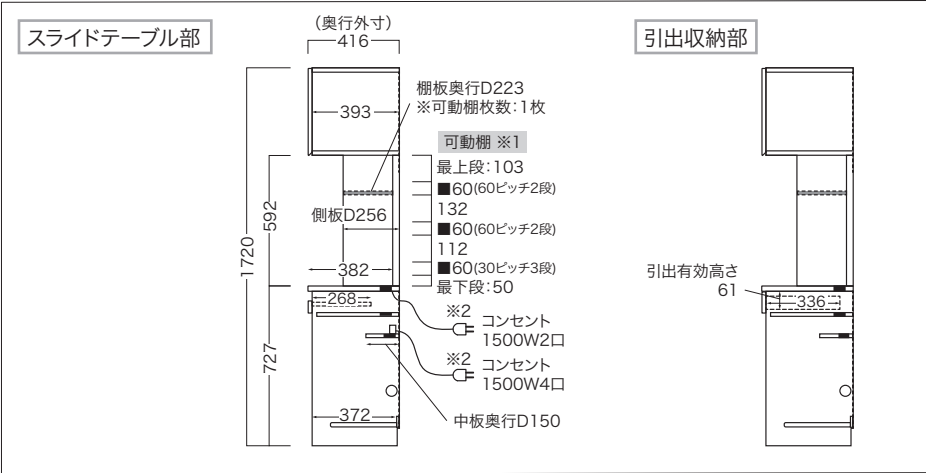 スライドテーブル部
(奥行外寸)
416
393
棚板奥行D223
※可動棚枚数:1枚
可動棚 ※1
最上段:103
■60(60ピッチ2段)
132
■60(60ピッチ2段)
112
■60(30ピッチ3段)
最下段:50
側板D256
592
1720
382
268
727
※2 コンセント
1500W2口
※2 コンセント
1500W4口
372
中板奥行D150
引出収納部
引出有効高さ
61
336